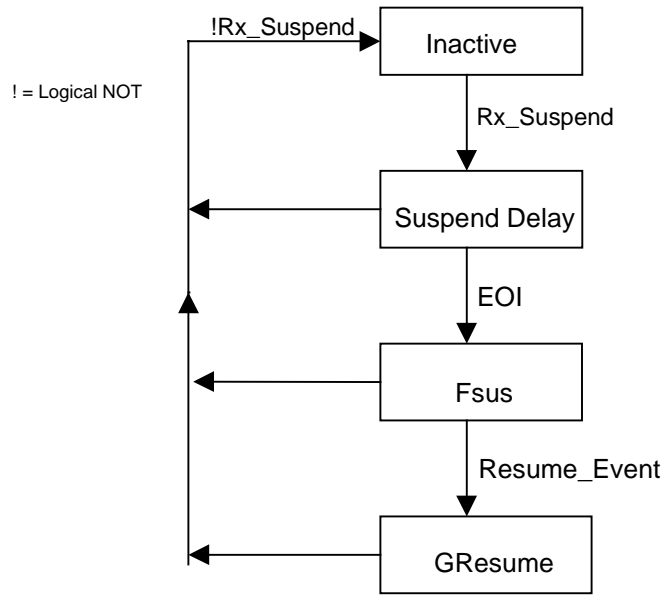 !Rx_Suspend
Inactive
! = Logical NOT
Rx_Suspend
Suspend Delay
EOI
Fsus
Resume_Event
GResume